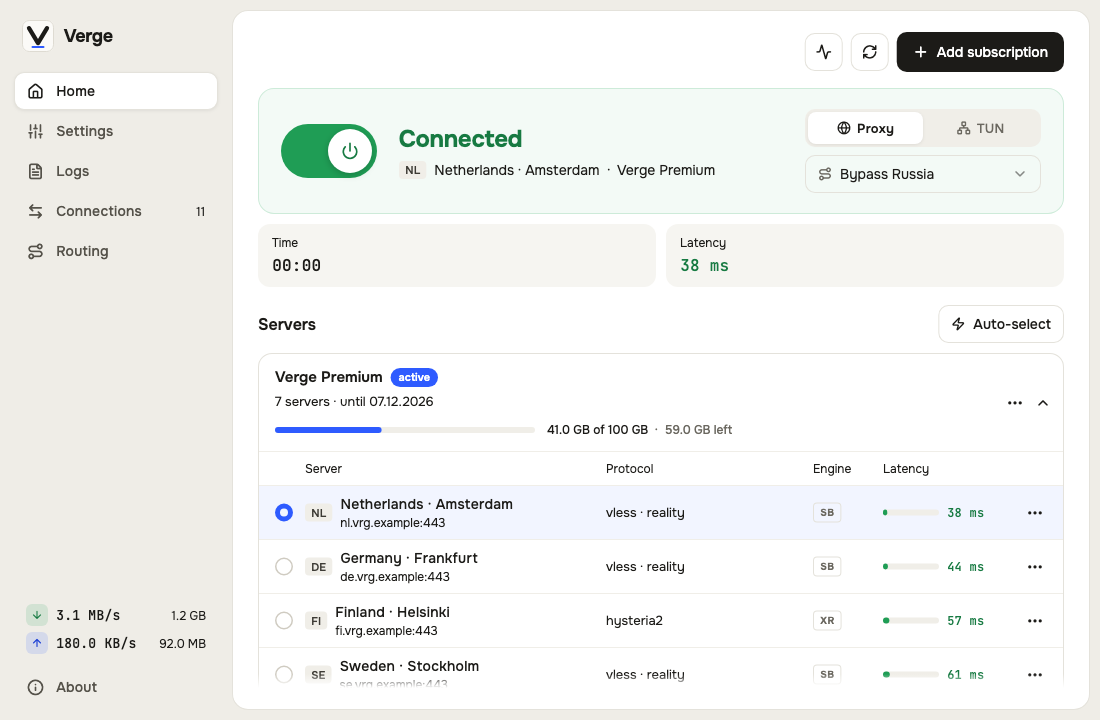 Verge
Home
Settings
Logs
Connections 11
Routing
3.1 MB/s 1.2 GB
180.0 KB/s 92.0 MB
About
Add subscription
Connected
NL Netherlands · Amsterdam · Verge Premium
Proxy TUN
Bypass Russia
Time
00:00
Latency
38 ms
Servers
Auto-select
Verge Premium active
7 servers · until 07.12.2026
41.0 GB of 100 GB · 59.0 GB left
Server Protocol Engine Latency
NL Netherlands · Amsterdam vless · reality SB 38 ms
nl.vrg.example:443
DE Germany · Frankfurt vless · reality SB 44 ms
de.vrg.example:443
FI Finland · Helsinki hysteria2 XR 57 ms
fi.vrg.example:443
SE Sweden · Stockholm vless · reality SB 61 ms
se.vrg.example:443